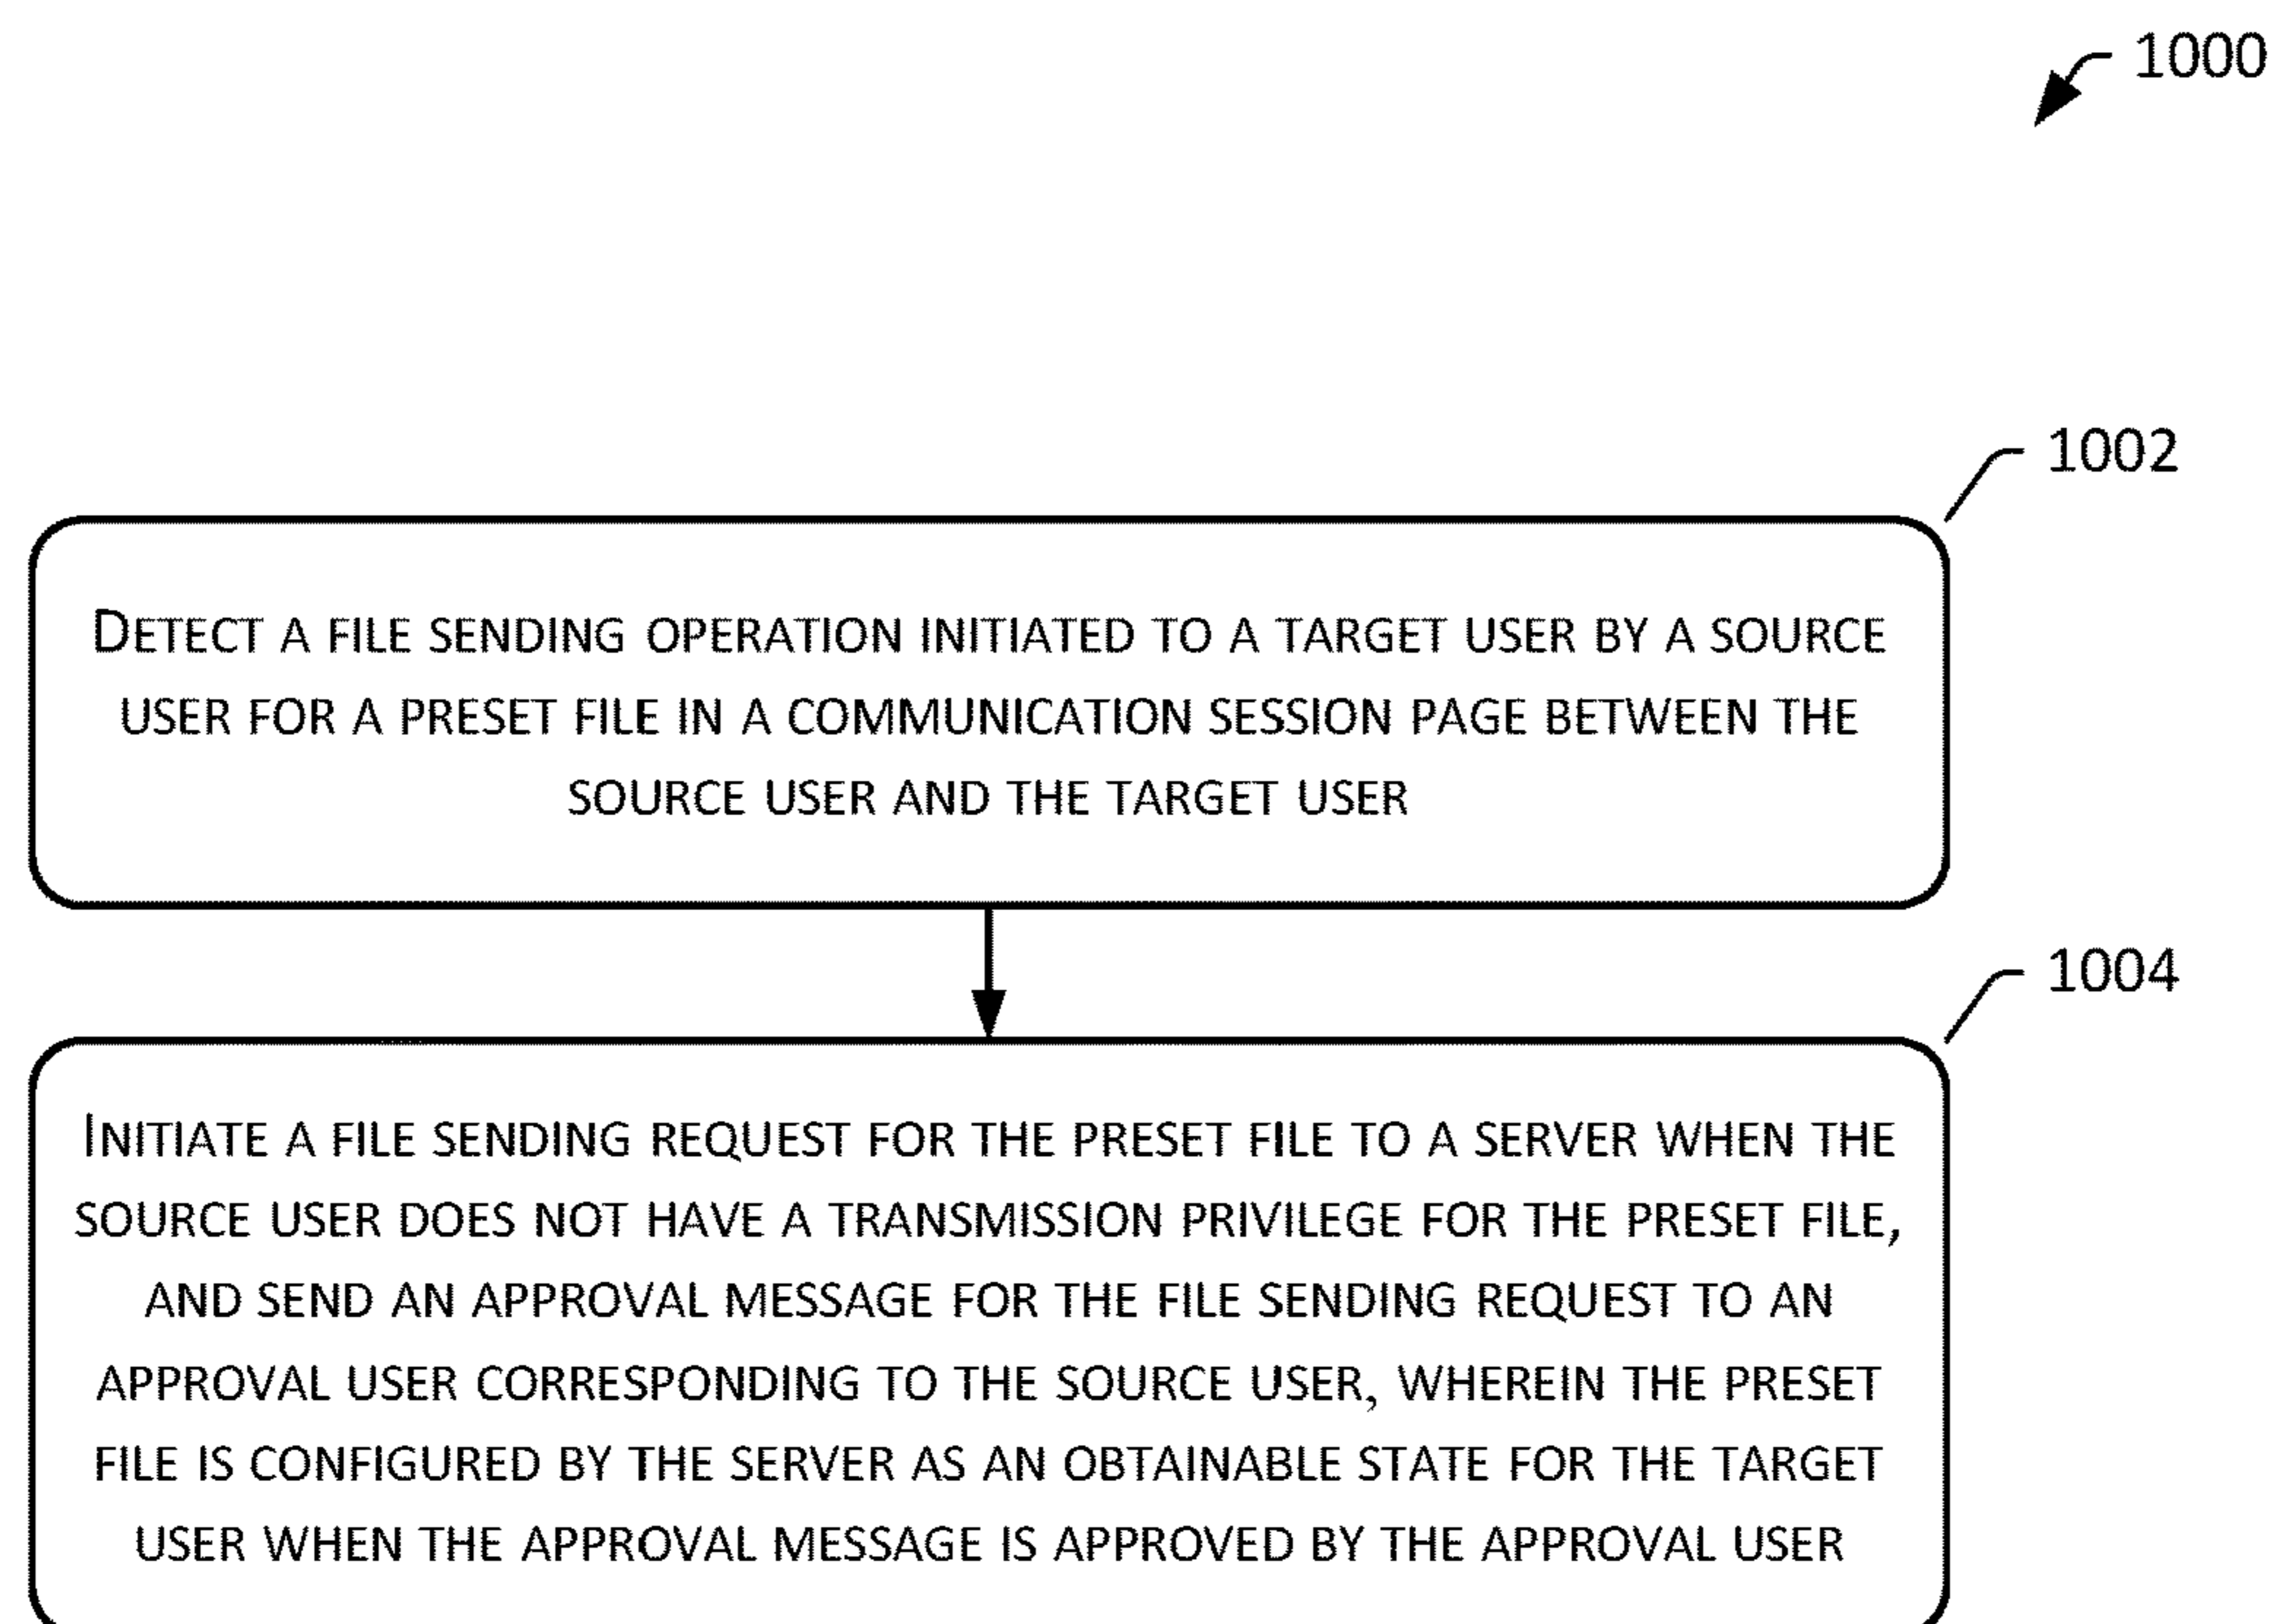 1000
1002
DETECT A FILE SENDING OPERATION INITIATED TO A TARGET USER BY A SOURCE
USER FOR A PRESET FILE IN A COMMUNICATION SESSION PAGE BETWEEN THE
SOURCE USER AND THE TARGET USER
1004
INITIATE A FILE SENDING REQUEST FOR THE PRESET FILE TO A SERVER WHEN THE
SOURCE USER DOES NOT HAVE A TRANSMISSION PRIVILEGE FOR THE PRESET FILE,
AND SEND AN APPROVAL MESSAGE FOR THE FILE SENDING REQUEST TO AN
APPROVAL USER CORRESPONDING TO THE SOURCE USER, WHEREIN THE PRESET
FILE IS CONFIGURED BY THE SERVER AS AN OBTAINABLE STATE FOR THE TARGET
USER WHEN THE APPROVAL MESSAGE IS APPROVED BY THE APPROVAL USER